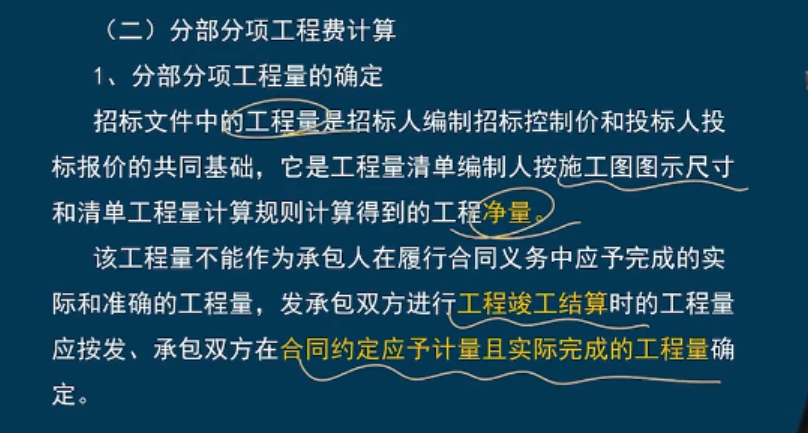 （二）分部分项工程费计算
1、分部分项工程量的确定
招标文件中的工程量是招标人编制招标控制价和投标人投
标报价的共同基础，它是工程量清单编制人按施工图图示尺寸
和清单工程量计算规则计算得到的工程净量。
该工程量不能作为承包人在履行合同义务中应予完成的实
际和准确的工程量，发承包双方进行工程竣工结算时的工程量
应按发、承包双方在合同约定应予计量且实际完成的工程量确
定。